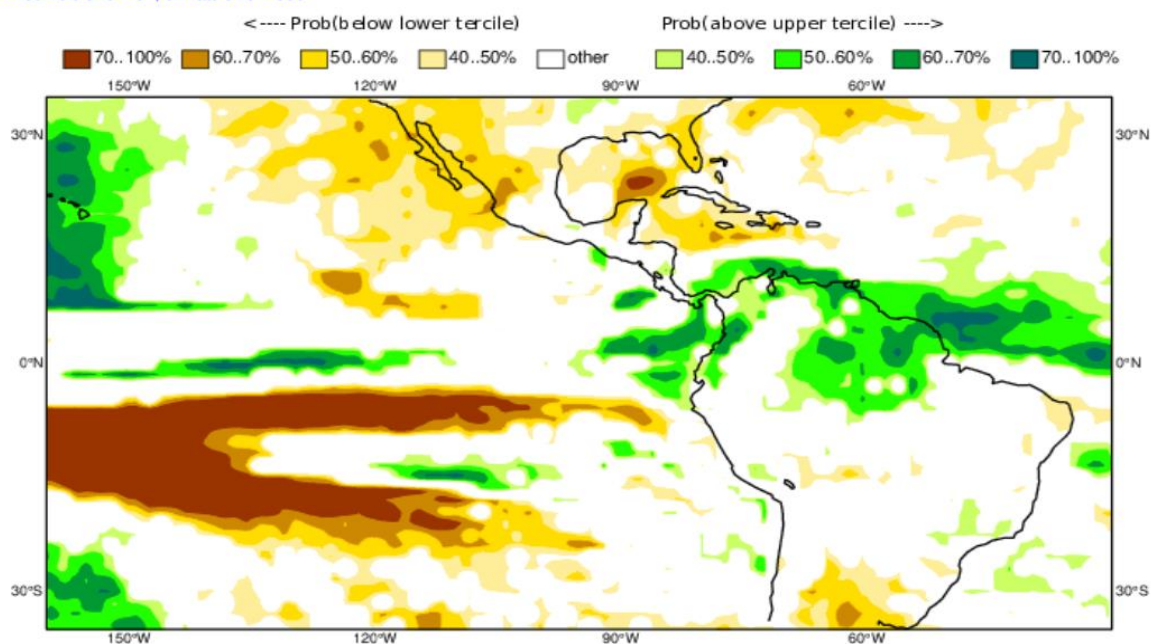 <---- Prob(below lower tercile) Prob(above upper tercile) ---->
70..100% 60..70% 50..60% 40..50% other 40..50% 50..60% 60..70% 70..100%
150°W 120°W 90°W 60°W
30°N 30°N
0°N 0°N
30°S 30°S
150°W 120°W 90°W 60°W